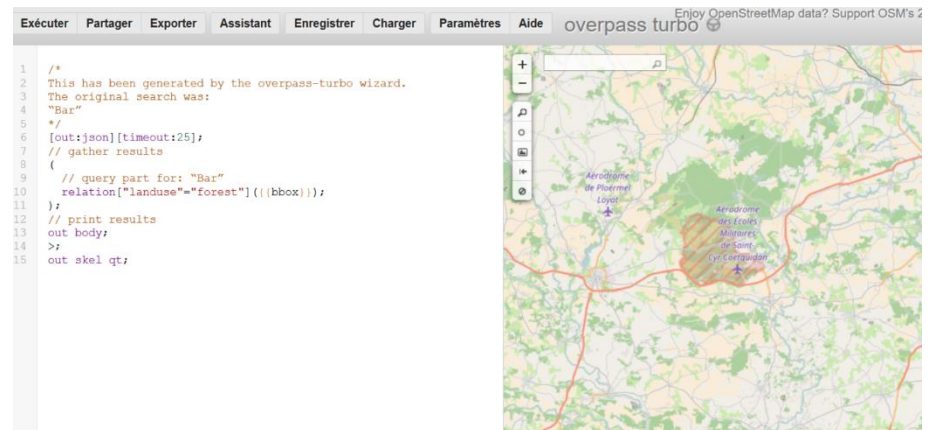 Exécuter Partager Exporter Assistant Enregistrer Charger Paramètres Aide overpass turbo
Enjoy OpenStreetMap data? Support OSM's 2
1 /*
2 This has been generated by the overpass-turbo wizard.
3 The original search was:
4 “Bar”
5 */
6 [out:json][timeout:25];
7 // gather results
8 (
9 // query part for: “Bar”
10 relation["landuse"="forest"]({{bbox}});
11 );
12 // print results
13 out body;
14 >;
15 out skel qt;
+
−
Aérodrome
de Ploërmel
Loyat
Aérodrome
des Écoles
Militaires
de Saint
Cyr Coëtquidan